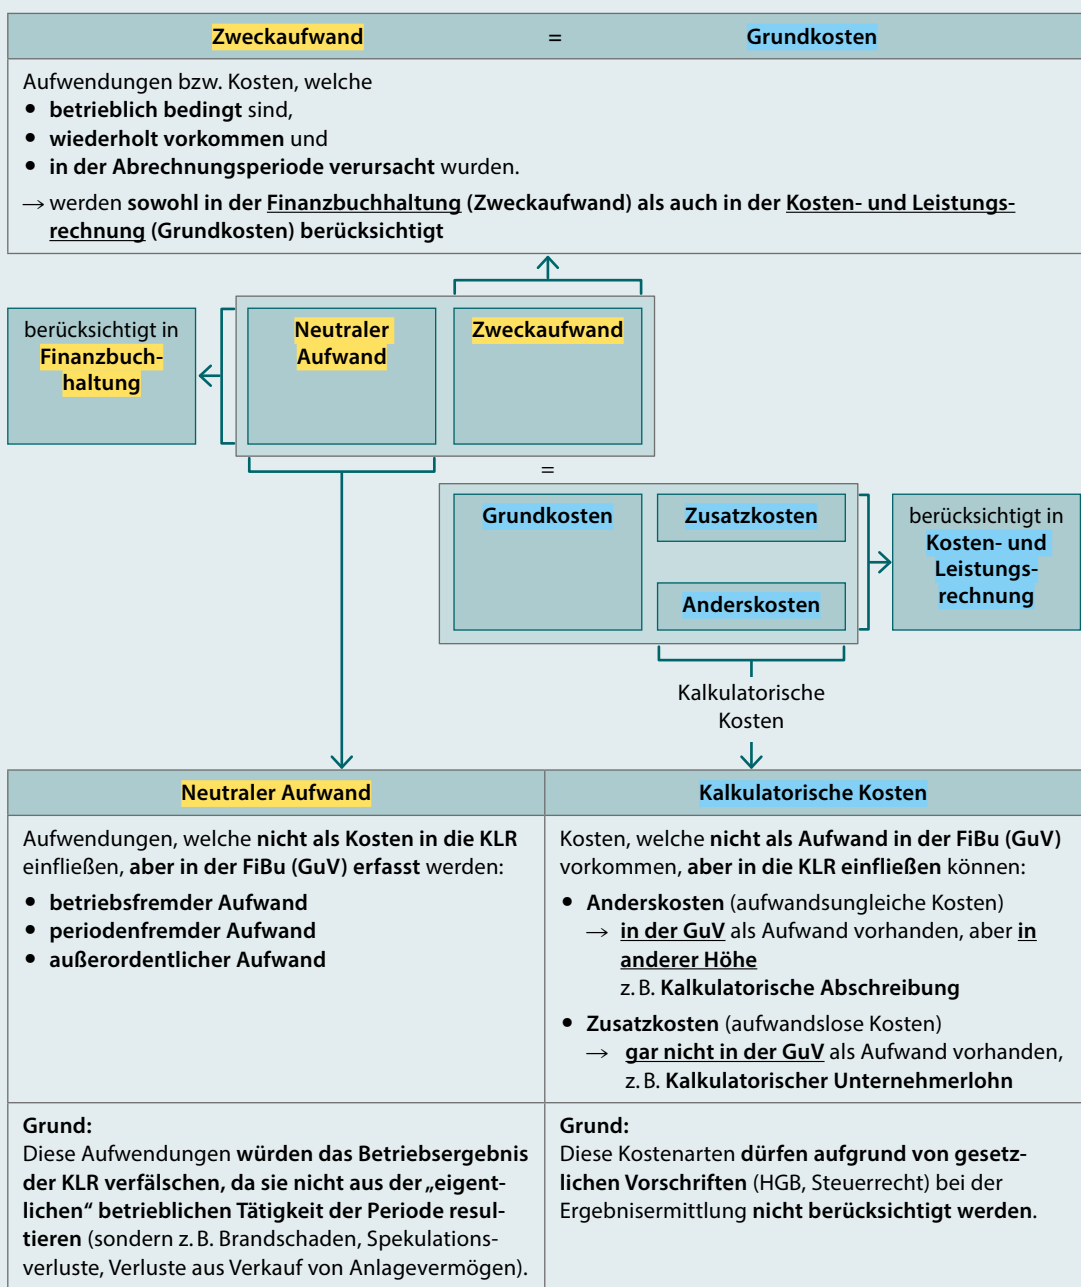 Zweckaufwand = Grundkosten
Aufwendungen bzw. Kosten, welche
• betrieblich bedingt sind,
• wiederholt vorkommen und
• in der Abrechnungsperiode verursacht wurden.
→ werden sowohl in der Finanzbuchhaltung (Zweckaufwand) als auch in der Kosten- und Leistungs-
rechnung (Grundkosten) berücksichtigt
berücksichtigt in
Finanzbuch-
haltung
Neutraler
Aufwand
Zweckaufwand
=
Grundkosten
Zusatzkosten
Anderskosten
berücksichtigt in
Kosten- und
Leistungs-
rechnung
Kalkulatorische
Kosten
Neutraler Aufwand
Aufwendungen, welche nicht als Kosten in die KLR
einfließen, aber in der FiBu (GuV) erfasst werden:
• betriebsfremder Aufwand
• periodenfremder Aufwand
• außerordentlicher Aufwand
Kalkulatorische Kosten
Kosten, welche nicht als Aufwand in der FiBu (GuV)
vorkommen, aber in die KLR einfließen können:
• Anderskosten (aufwandsungleiche Kosten)
→ in der GuV als Aufwand vorhanden, aber in
anderer Höhe
z. B. Kalkulatorische Abschreibung
• Zusatzkosten (aufwandslose Kosten)
→ gar nicht in der GuV als Aufwand vorhanden,
z. B. Kalkulatorischer Unternehmerlohn
Grund:
Diese Aufwendungen würden das Betriebsergebnis
der KLR verfälschen, da sie nicht aus der „eigent-
lichen“ betrieblichen Tätigkeit der Periode resul-
tieren (sondern z. B. Brandschaden, Spekulations-
verluste, Verluste aus Verkauf von Anlagevermögen).
Grund:
Diese Kostenarten dürfen aufgrund von gesetz-
lichen Vorschriften (HGB, Steuerrecht) bei der
Ergebnisermittlung nicht berücksichtigt werden.